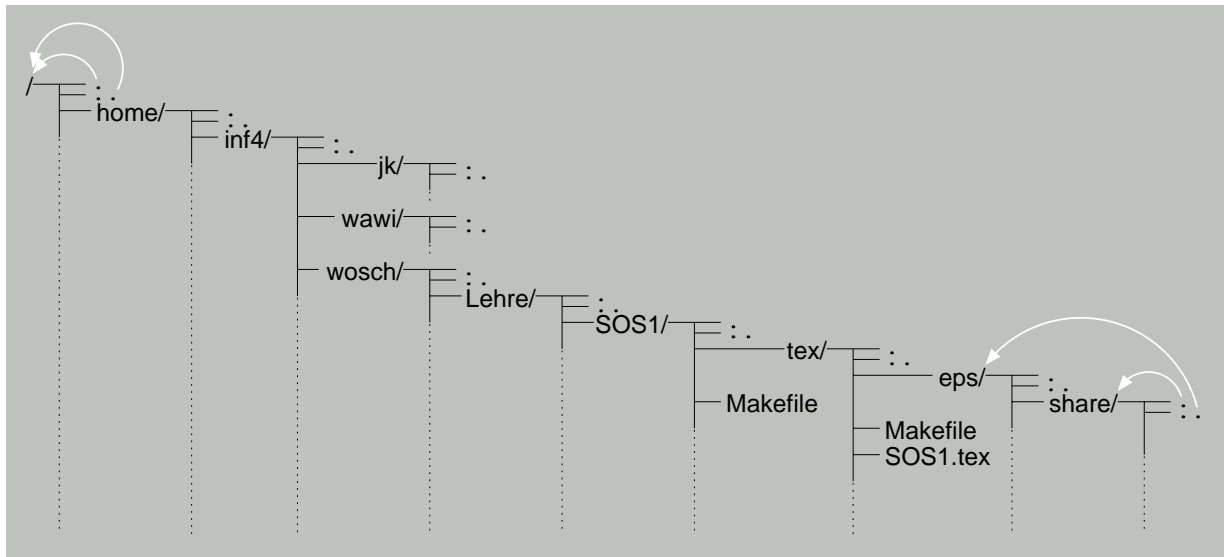 /
.
..
home/
.
..
inf4/
.
..
jk/
.
..
wawi/
.
..
wosch/
.
..
Lehre/
.
..
SOS1/
.
..
tex/
.
..
eps/
.
..
share/
.
..
Makefile
Makefile
SOS1.tex